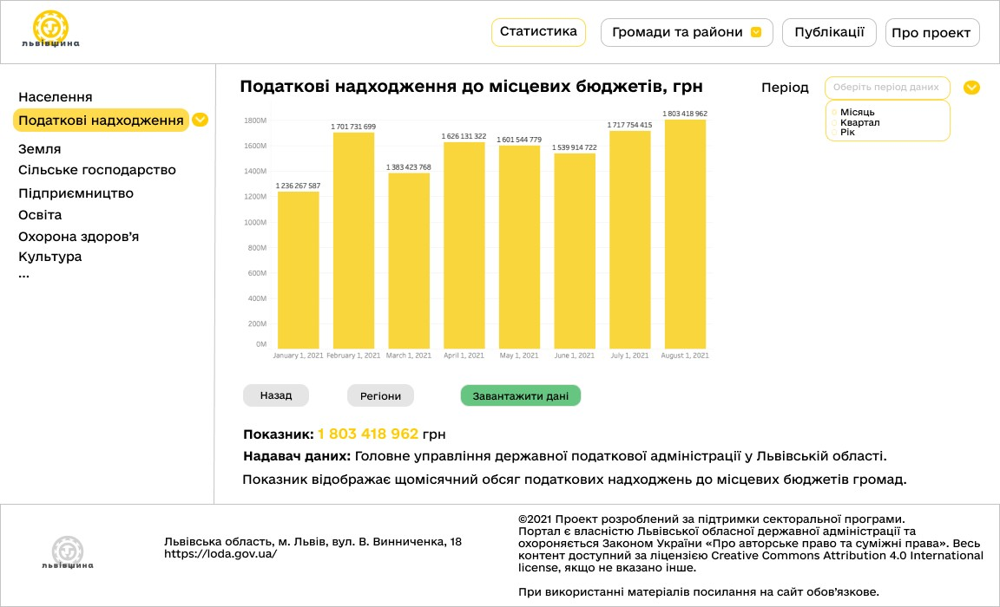 львівщина
Статистика
Громади та райони
Публікації
Про проект
Населення
Податкові надходження
Земля
Сільське господарство
Підприємництво
Освіта
Охорона здоров’я
Культура
...
Податкові надходження до місцевих бюджетів, грн
Період
Оберіть період даних
Місяць
Квартал
Рік
1800M
1600M
1400M
1200M
1000M
800M
600M
400M
200M
0M
1 236 267 587
1 701 731 699
1 383 423 768
1 626 131 322
1 601 544 779
1 539 914 722
1 717 754 415
1 803 418 962
January 1, 2021
February 1, 2021
March 1, 2021
April 1, 2021
May 1, 2021
June 1, 2021
July 1, 2021
August 1, 2021
Назад
Регіони
Завантажити дані
Показник: 1 803 418 962 грн
Надавач даних: Головне управління державної податкової адміністрації у Львівській області.
Показник відображає щомісячний обсяг податкових надходжень до місцевих бюджетів громад.
львівщина
Львівська область, м. Львів, вул. В. Винниченка, 18
https://loda.gov.ua/
©2021 Проект розроблений за підтримки секторальної програми.
Портал є власністю Львівської обласної державної адміністрації та
охороняється Законом України «Про авторське право та суміжні права». Весь
контент доступний за ліцензією Creative Commons Attribution 4.0 International
license, якщо не вказано інше.
При використанні матеріалів посилання на сайт обов’язкове.